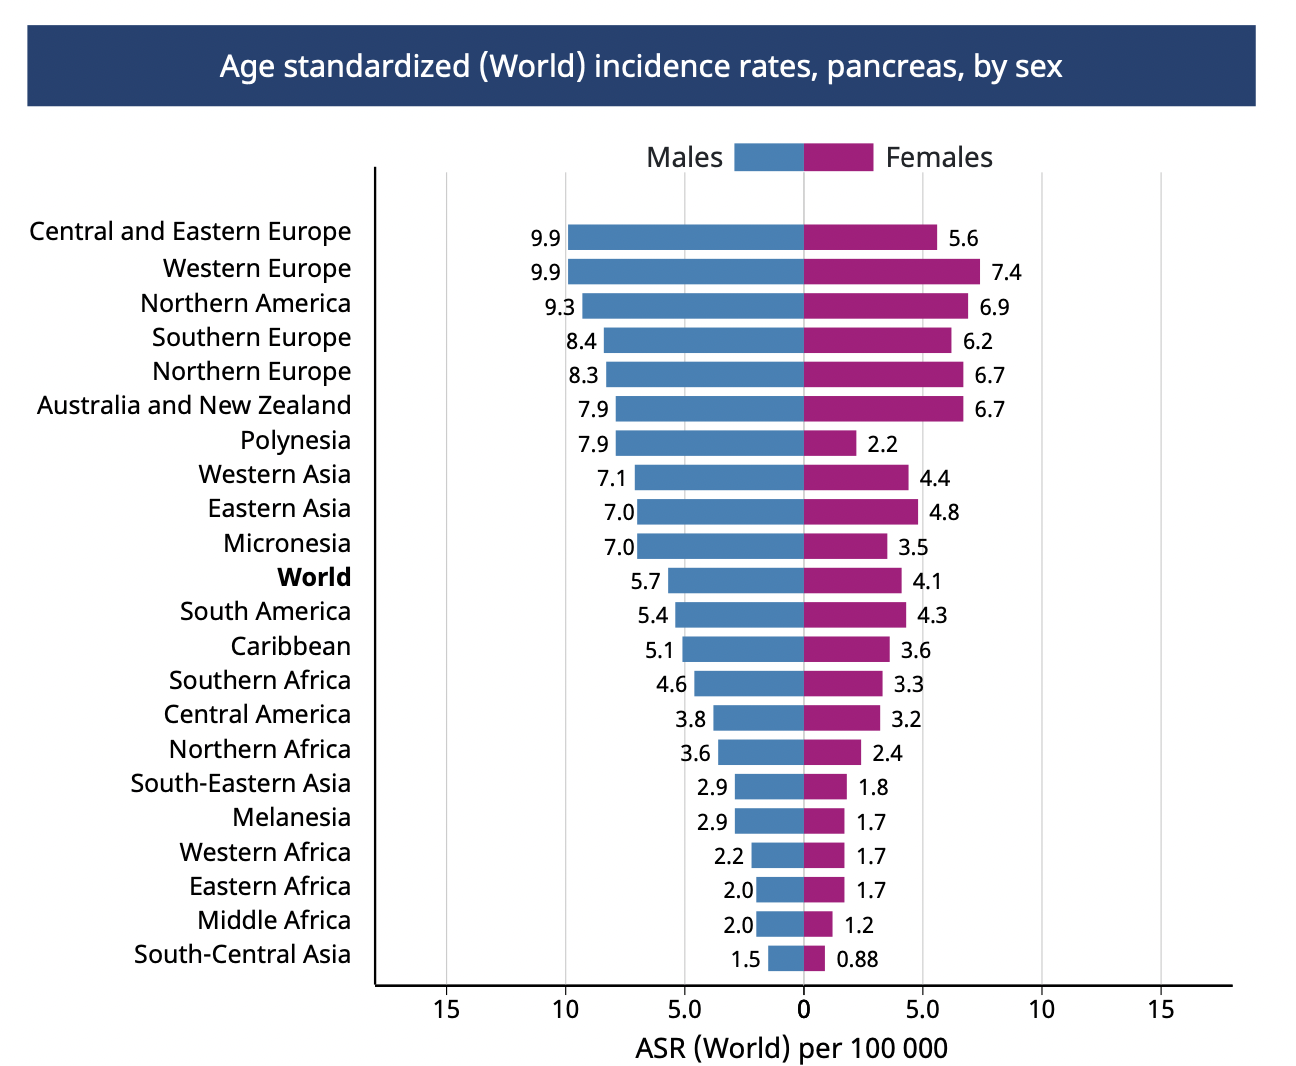 Age standardized (World) incidence rates, pancreas, by sex
Males Females
Central and Eastern Europe 9.9 5.6
Western Europe 9.9 7.4
Northern America 9.3 6.9
Southern Europe 8.4 6.2
Northern Europe 8.3 6.7
Australia and New Zealand 7.9 6.7
Polynesia 7.9 2.2
Western Asia 7.1 4.4
Eastern Asia 7.0 4.8
Micronesia 7.0 3.5
World 5.7 4.1
South America 5.4 4.3
Caribbean 5.1 3.6
Southern Africa 4.6 3.3
Central America 3.8 3.2
Northern Africa 3.6 2.4
South-Eastern Asia 2.9 1.8
Melanesia 2.9 1.7
Western Africa 2.2 1.7
Eastern Africa 2.0 1.7
Middle Africa 2.0 1.2
South-Central Asia 1.5 0.88
15 10 5.0 0 5.0 10 15
ASR (World) per 100 000